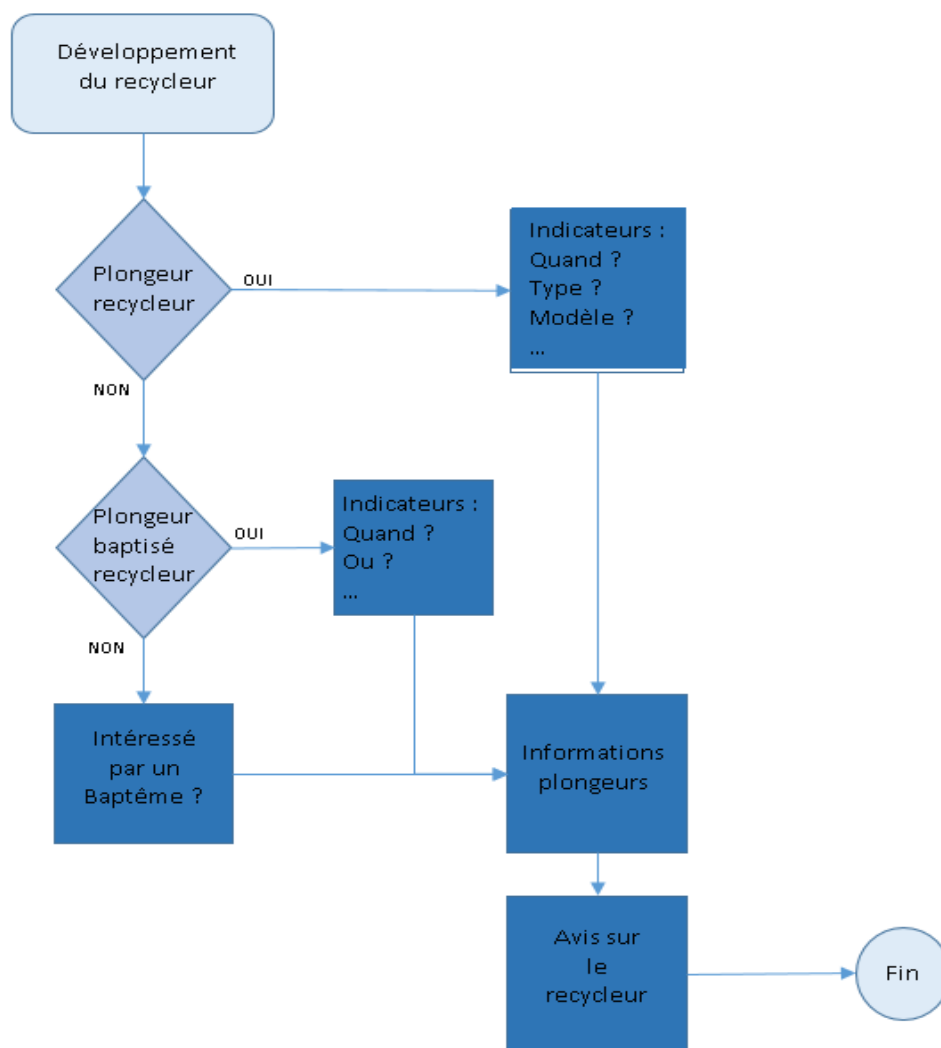 Développement
du recycleur
Plongeur
recycleur
OUI
Indicateurs :
Quand ?
Type ?
Modèle ?
...
NON
Plongeur
baptisé
recycleur
OUI
Indicateurs :
Quand ?
Ou ?
...
NON
Intéressé
par un
Baptême ?
Informations
plongeurs
Avis sur
le
recycleur
Fin